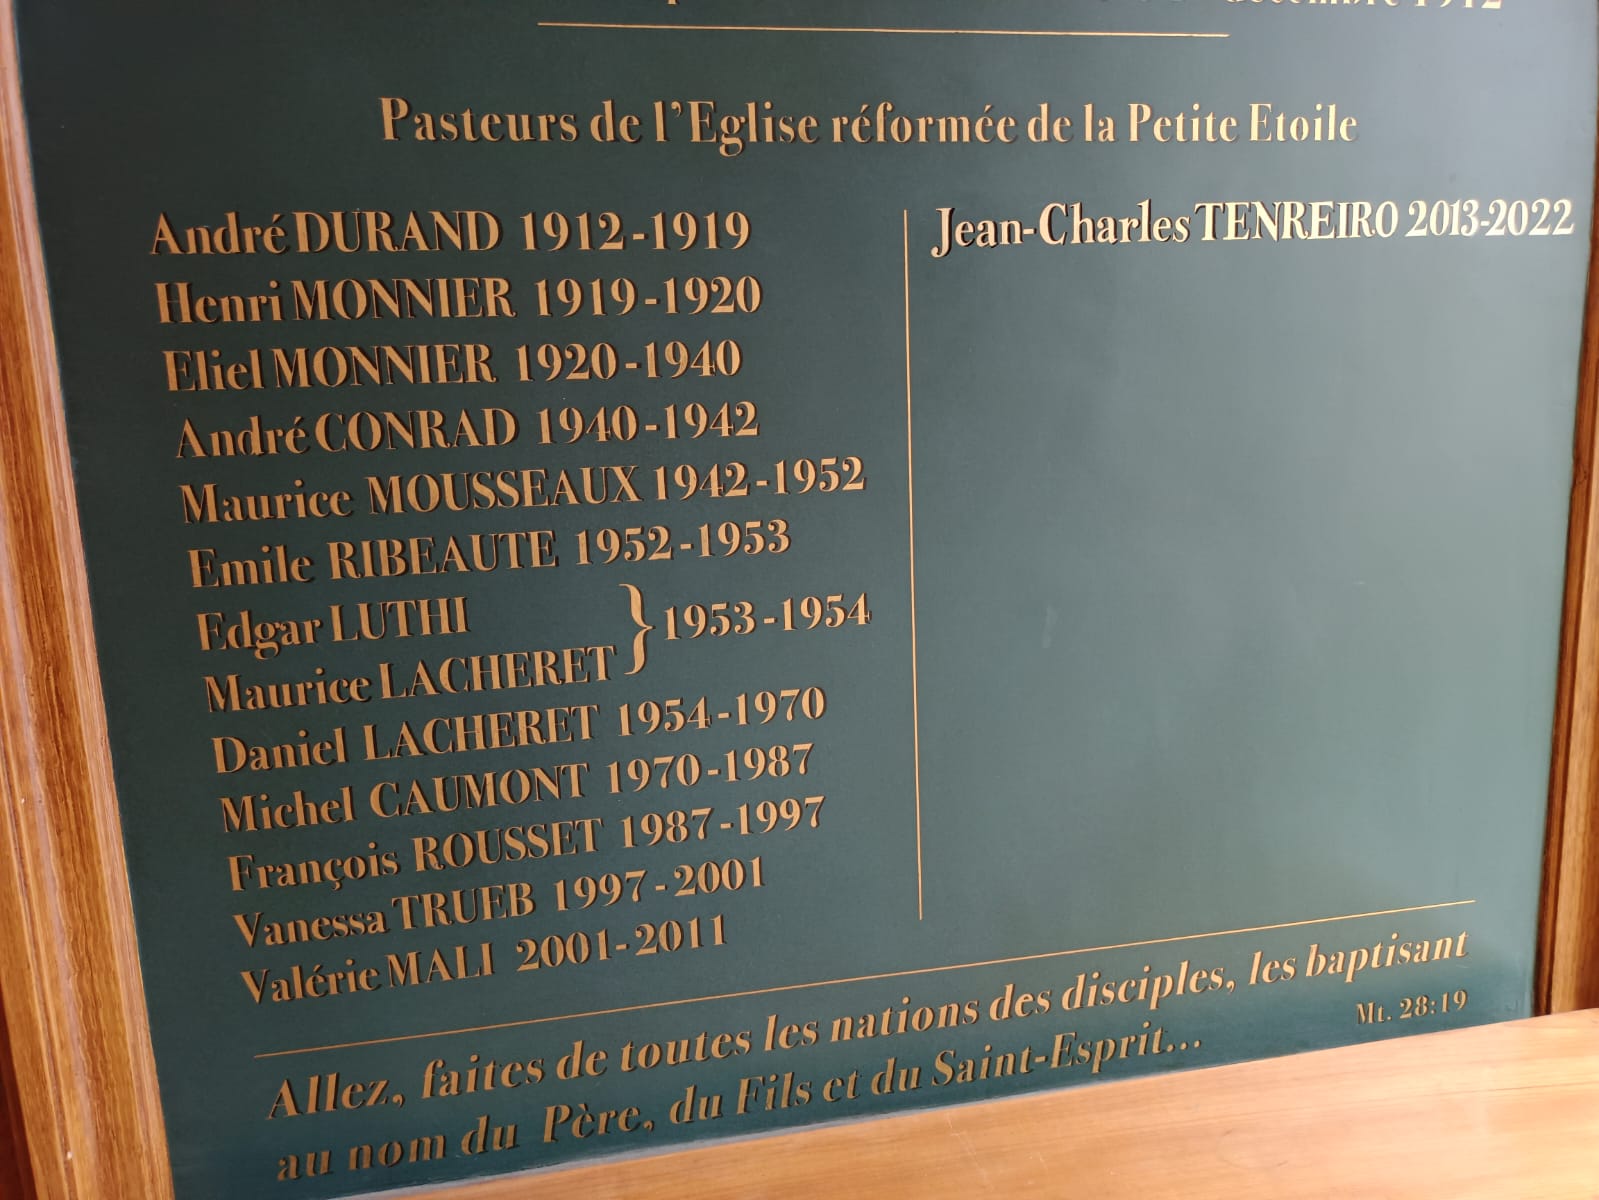 décembre 1912
Pasteurs de l'Eglise réformée de la Petite Etoile
André DURAND 1912-1919
Henri MONNIER 1919-1920
Eliel MONNIER 1920-1940
André CONRAD 1940-1942
Maurice MOUSSEAUX 1942-1952
Emile RIBEAUTE 1952-1953
Edgar LUTHI
Maurice LACHERET } 1953-1954
Daniel LACHERET 1954-1970
Michel CAUMONT 1970-1987
François ROUSSET 1987-1997
Vanessa TRUEB 1997-2001
Valérie MALI 2001-2011
Jean-Charles TENREIRO 2013-2022
Allez, faites de toutes les nations des disciples, les baptisant
au nom du Père, du Fils et du Saint-Esprit...
Mt. 28:19